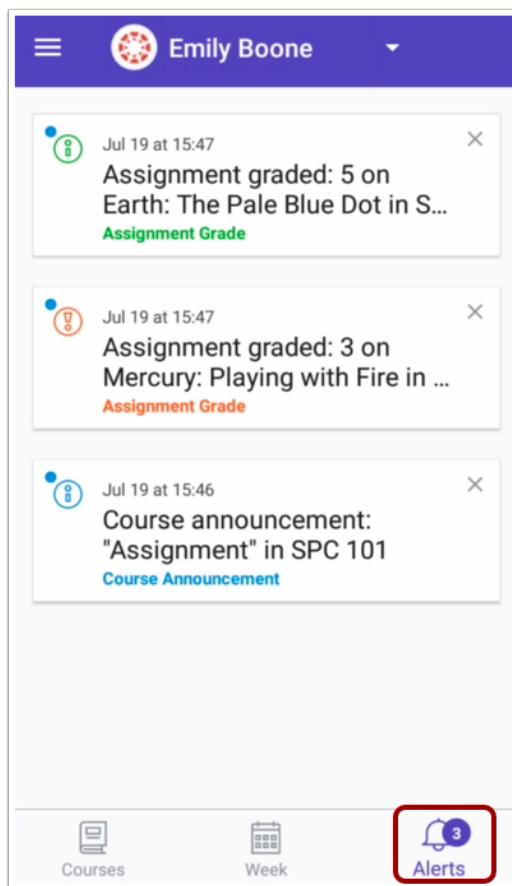 Emily Boone
Jul 19 at 15:47
Assignment graded: 5 on
Earth: The Pale Blue Dot in S...
Assignment Grade
Jul 19 at 15:47
Assignment graded: 3 on
Mercury: Playing with Fire in ...
Assignment Grade
Jul 19 at 15:46
Course announcement:
"Assignment" in SPC 101
Course Announcement
3
Courses
Week
Alerts